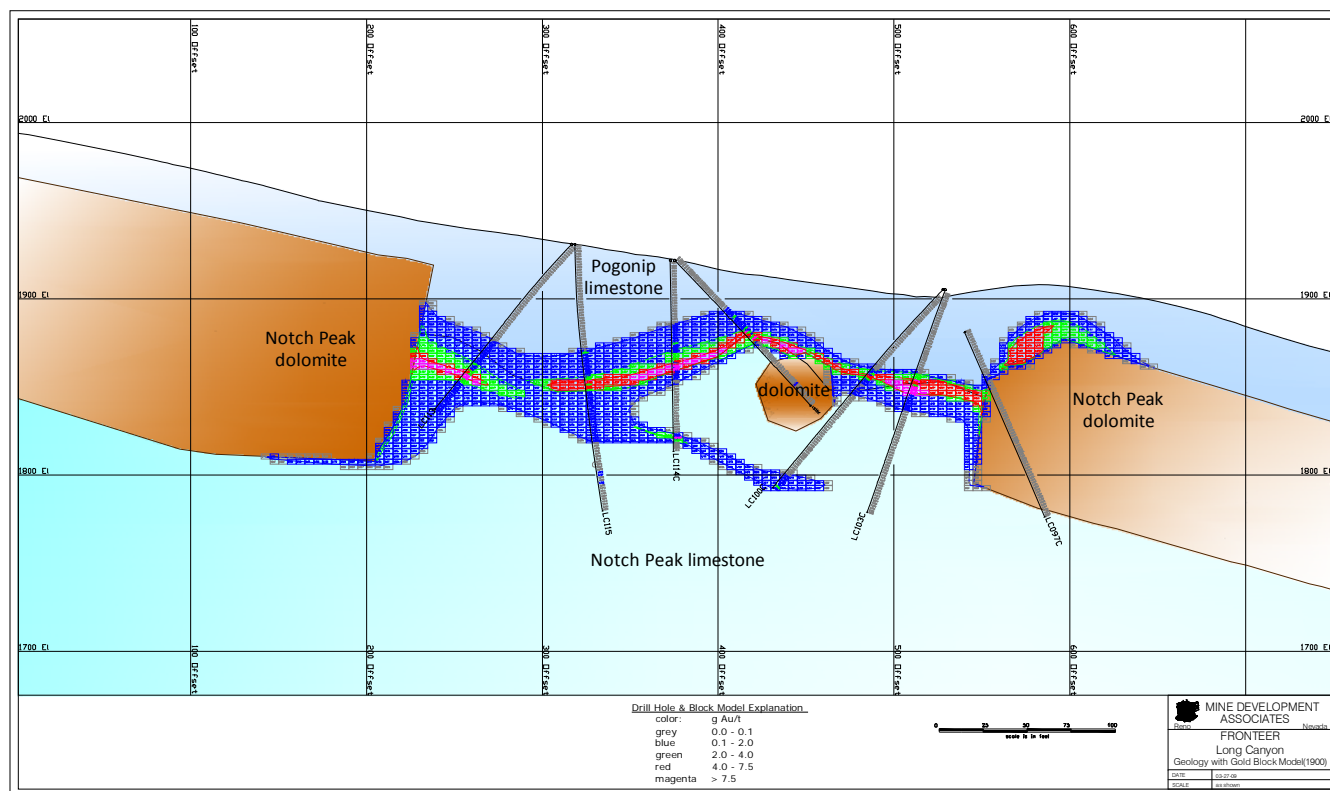 100 Offset
200 Offset
300 Offset
400 Offset
500 Offset
600 Offset
2000 El
2000 El
Pogonip
limestone
1900 El
1900 El
Notch Peak
dolomite
dolomite
Notch Peak
dolomite
1800 El
1800 El
LC114C
LC115
LC103C
LC097C
Notch Peak limestone
1700 El
1700 El
100 Offset
200 Offset
300 Offset
400 Offset
500 Offset
600 Offset
Drill Hole & Block Model Explanation
color: g Au/t
grey 0.0 - 0.1
blue 0.1 - 2.0
green 2.0 - 4.0
red 4.0 - 7.5
magenta > 7.5
0 25 50 75 100
scale is in feet
MINE DEVELOPMENT
ASSOCIATES
Reno Nevada
FRONTEER
Long Canyon
Geology with Gold Block Model(1900)
DATE 03-27-09
SCALE as shown